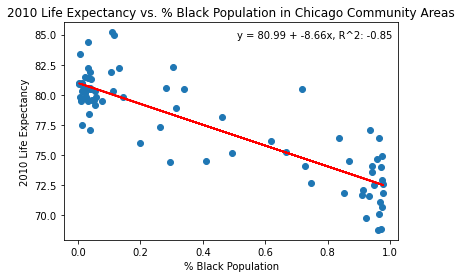 2010 Life Expectancy vs. % Black Population in Chicago Community Areas
y = 80.99 + -8.66x, R^2: -0.85
85.0
82.5
80.0
77.5
75.0
72.5
70.0
2010 Life Expectancy
0.0 0.2 0.4 0.6 0.8 1.0
% Black Population